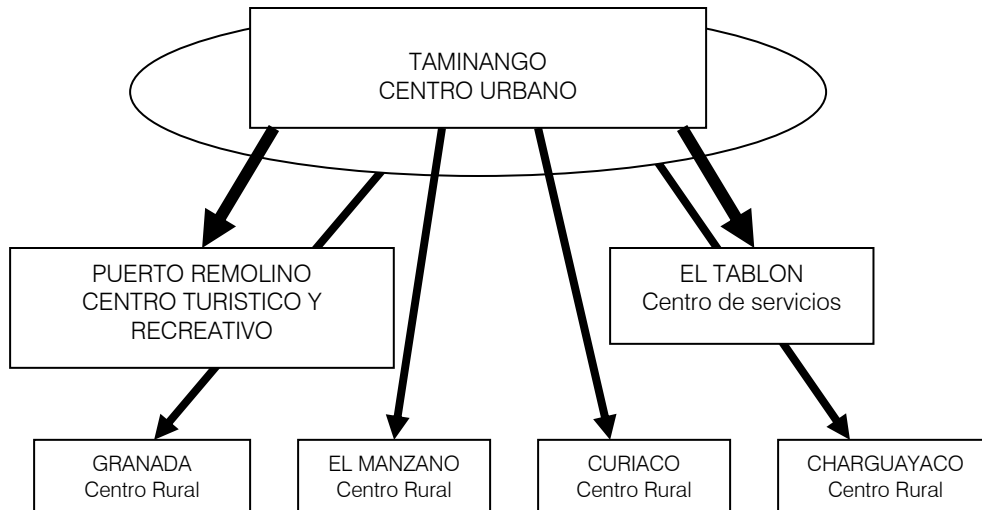 TAMINANGO
CENTRO URBANO
PUERTO REMOLINO
CENTRO TURISTICO Y
RECREATIVO
EL TABLON
Centro de servicios
GRANADA
Centro Rural
EL MANZANO
Centro Rural
CURIACO
Centro Rural
CHARGUAYACO
Centro Rural